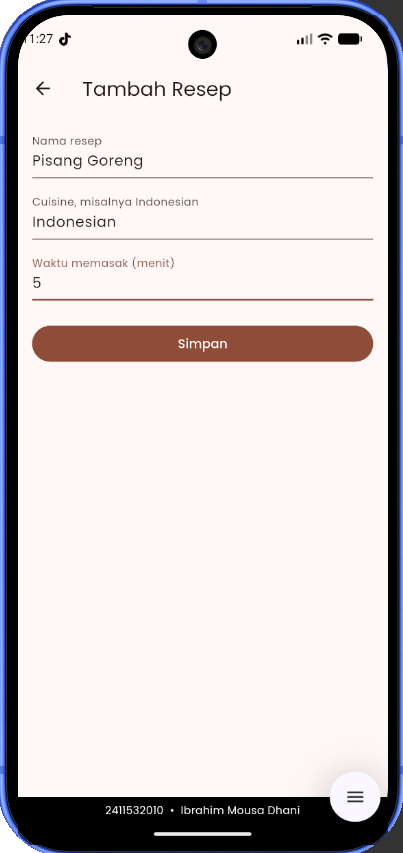 11:27
Tambah Resep
Nama resep
Pisang Goreng
Cuisine, misalnya Indonesian
Indonesian
Waktu memasak (menit)
5
Simpan
2411532010 • Ibrahim Mousa Dhani